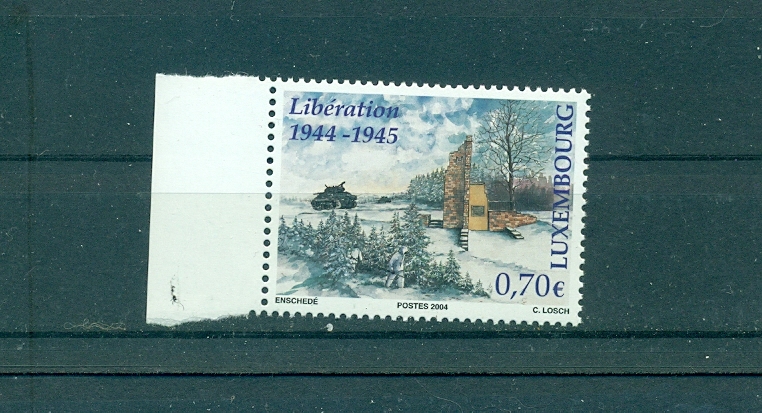 Libération
1944-1945
LUXEMBOURG
0,70€
ENSCHEDÉ
POSTES 2004
C. LOSCH